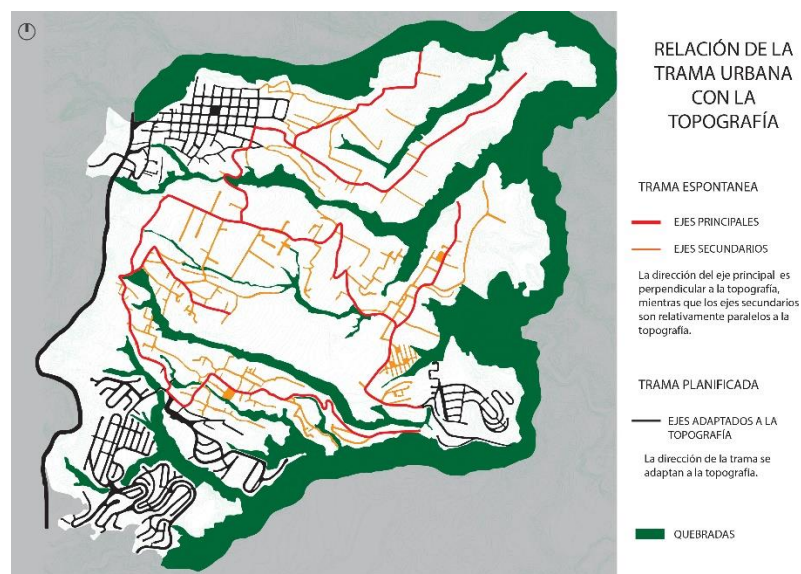 RELACIÓN DE LA
TRAMA URBANA
CON LA
TOPOGRAFÍA
TRAMA ESPONTANEA
EJES PRINCIPALES
EJES SECUNDARIOS
La dirección del eje principal es
perpendicular a la topografía,
mientras que los ejes secundarios
son relativamente paralelos a la
topografía.
TRAMA PLANIFICADA
EJES ADAPTADOS A LA
TOPOGRAFÍA
La dirección de la trama se
adaptan a la topografía.
QUEBRADAS